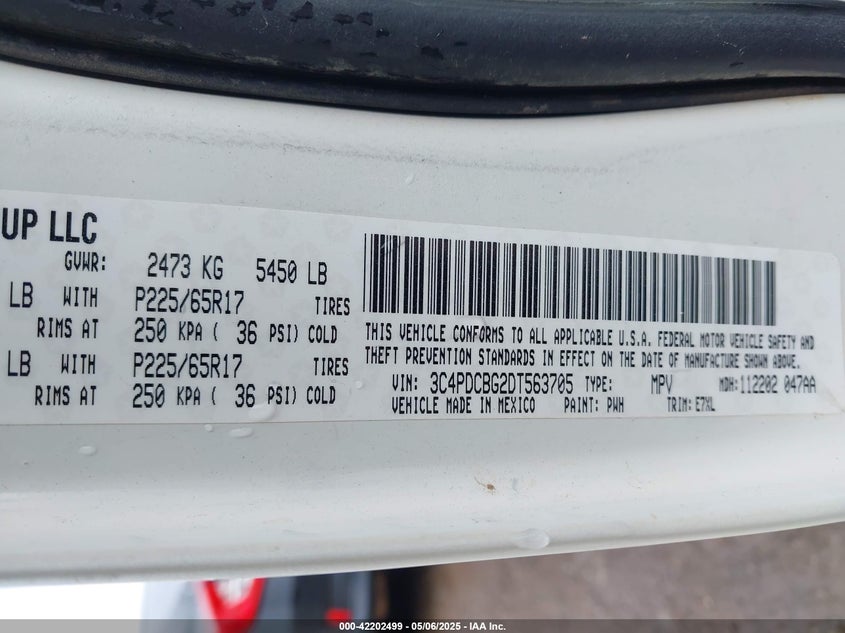 UP LLC
GVWR: 2473 KG 5450 LB
LB WITH P225/65R17 TIRES
RIMS AT 250 KPA ( 36 PSI) COLD
LB WITH P225/65R17 TIRES
RIMS AT 250 KPA ( 36 PSI) COLD
THIS VEHICLE CONFORMS TO ALL APPLICABLE U.S.A. FEDERAL MOTOR VEHICLE SAFETY AND
THEFT PREVENTION STANDARDS IN EFFECT ON THE DATE OF MANUFACTURE SHOWN ABOVE.
VIN: 3C4PDCBG2DT563705 TYPE: MPV MDH: 112202 047AA
VEHICLE MADE IN MEXICO PAINT: PWH TRIM: E7XL
000-42202499 - 05/06/2025 - IAA Inc.